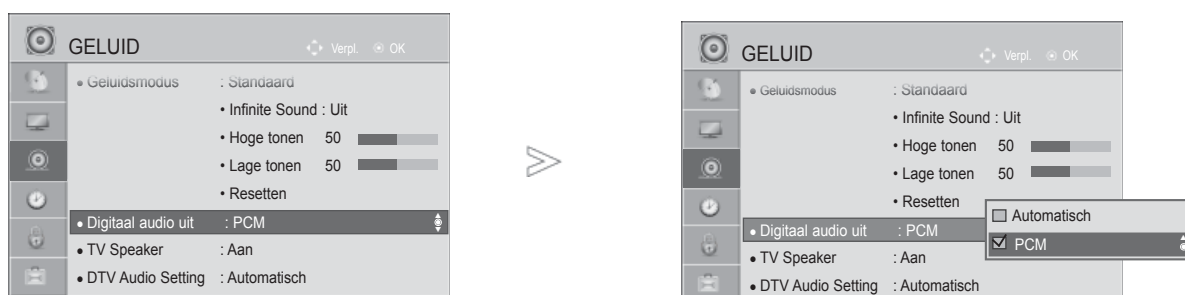 GELUID Verpl. OK
• Geluidsmodus : Standaard
• Infinite Sound : Uit
• Hoge tonen 50
• Lage tonen 50
• Resetten
• Digitaal audio uit : PCM
• TV Speaker : Aan
• DTV Audio Setting : Automatisch
GELUID Verpl. OK
• Geluidsmodus : Standaard
• Infinite Sound : Uit
• Hoge tonen 50
• Lage tonen 50
• Resetten
• Digitaal audio uit : PCM
• TV Speaker : Aan
• DTV Audio Setting : Automatisch
Automatisch
PCM